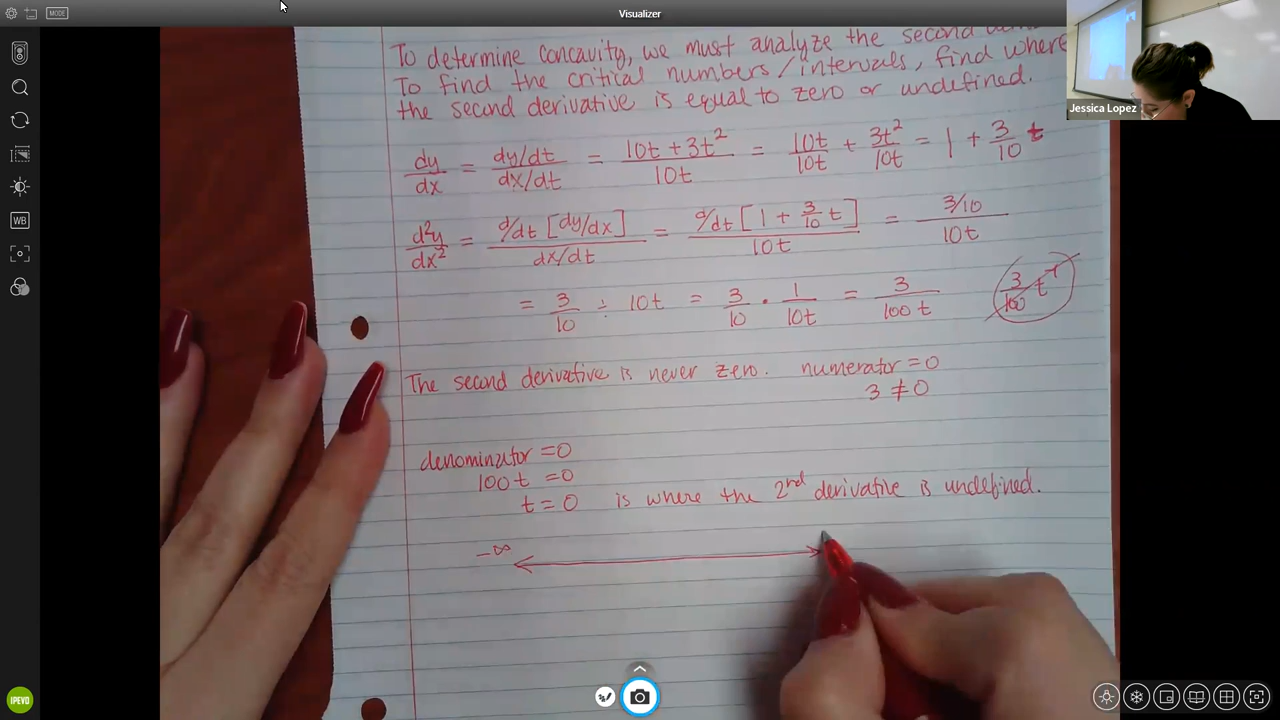 MODE
Visualizer
Jessica Lopez
WB
To determine concavity, we must analyze the second
To find the critical numbers/intervals, find where
the second derivative is equal to zero or undefined.
dy/dx = (dy/dt)/(dx/dt) = (10t + 3t²)/(10t) = 10t/10t + 3t²/10t = 1 + 3/10 t
d²y/dx² = (d/dt [dy/dx])/(dx/dt) = (d/dt [1 + 3/10 t])/(10t) = (3/10)/(10t)
= 3/10 ÷ 10t = 3/10 · 1/10t = 3/100t 3/100 t⁻¹
The second derivative is never zero. numerator = 0
3 ≠ 0
denominator = 0
100t = 0
t = 0 is where the 2nd derivative is undefined.
-∞
IPEVO